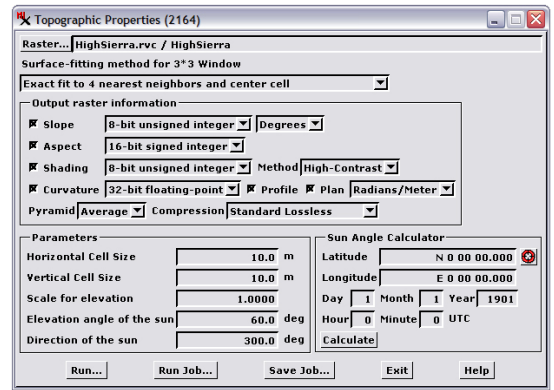 Topographic Properties (2164)
Raster... HighSierra.rvc / HighSierra
Surface-fitting method for 3*3 Window
Exact fit to 4 nearest neighbors and center cell
Output raster information
Slope 8-bit unsigned integer Degrees
Aspect 16-bit signed integer
Shading 8-bit unsigned integer Method High-Contrast
Curvature 32-bit floating-point Profile Plan Radians/Meter
Pyramid Average Compression Standard Lossless
Parameters
Horizontal Cell Size 10.0 m
Vertical Cell Size 10.0 m
Scale for elevation 1.0000
Elevation angle of the sun 60.0 deg
Direction of the sun 300.0 deg
Sun Angle Calculator
Latitude N 0 00 00.000
Longitude E 0 00 00.000
Day 1 Month 1 Year 1901
Hour 0 Minute 0 UTC
Calculate
Run... Run Job... Save Job... Exit Help